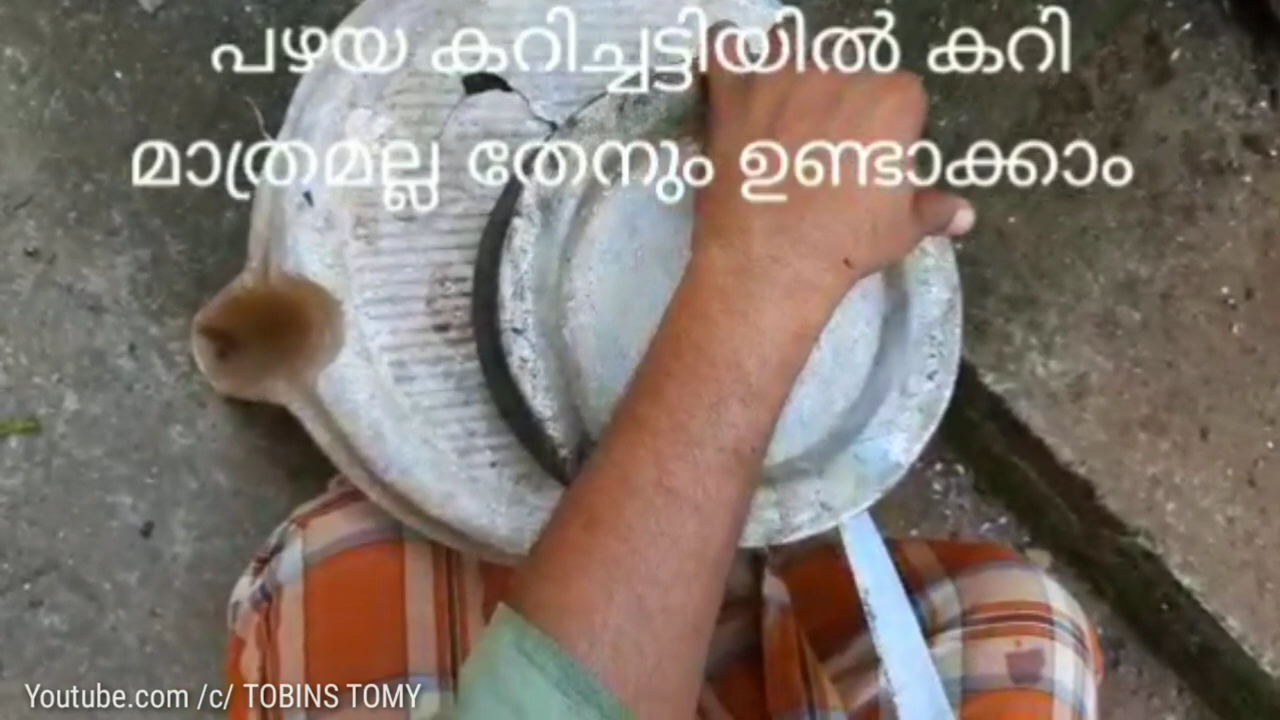 പഴയ കറിച്ചട്ടിയിൽ കറി
മാത്രമല്ല തേനും ഉണ്ടാക്കാം
Youtube.com /c/ TOBINS TOMY